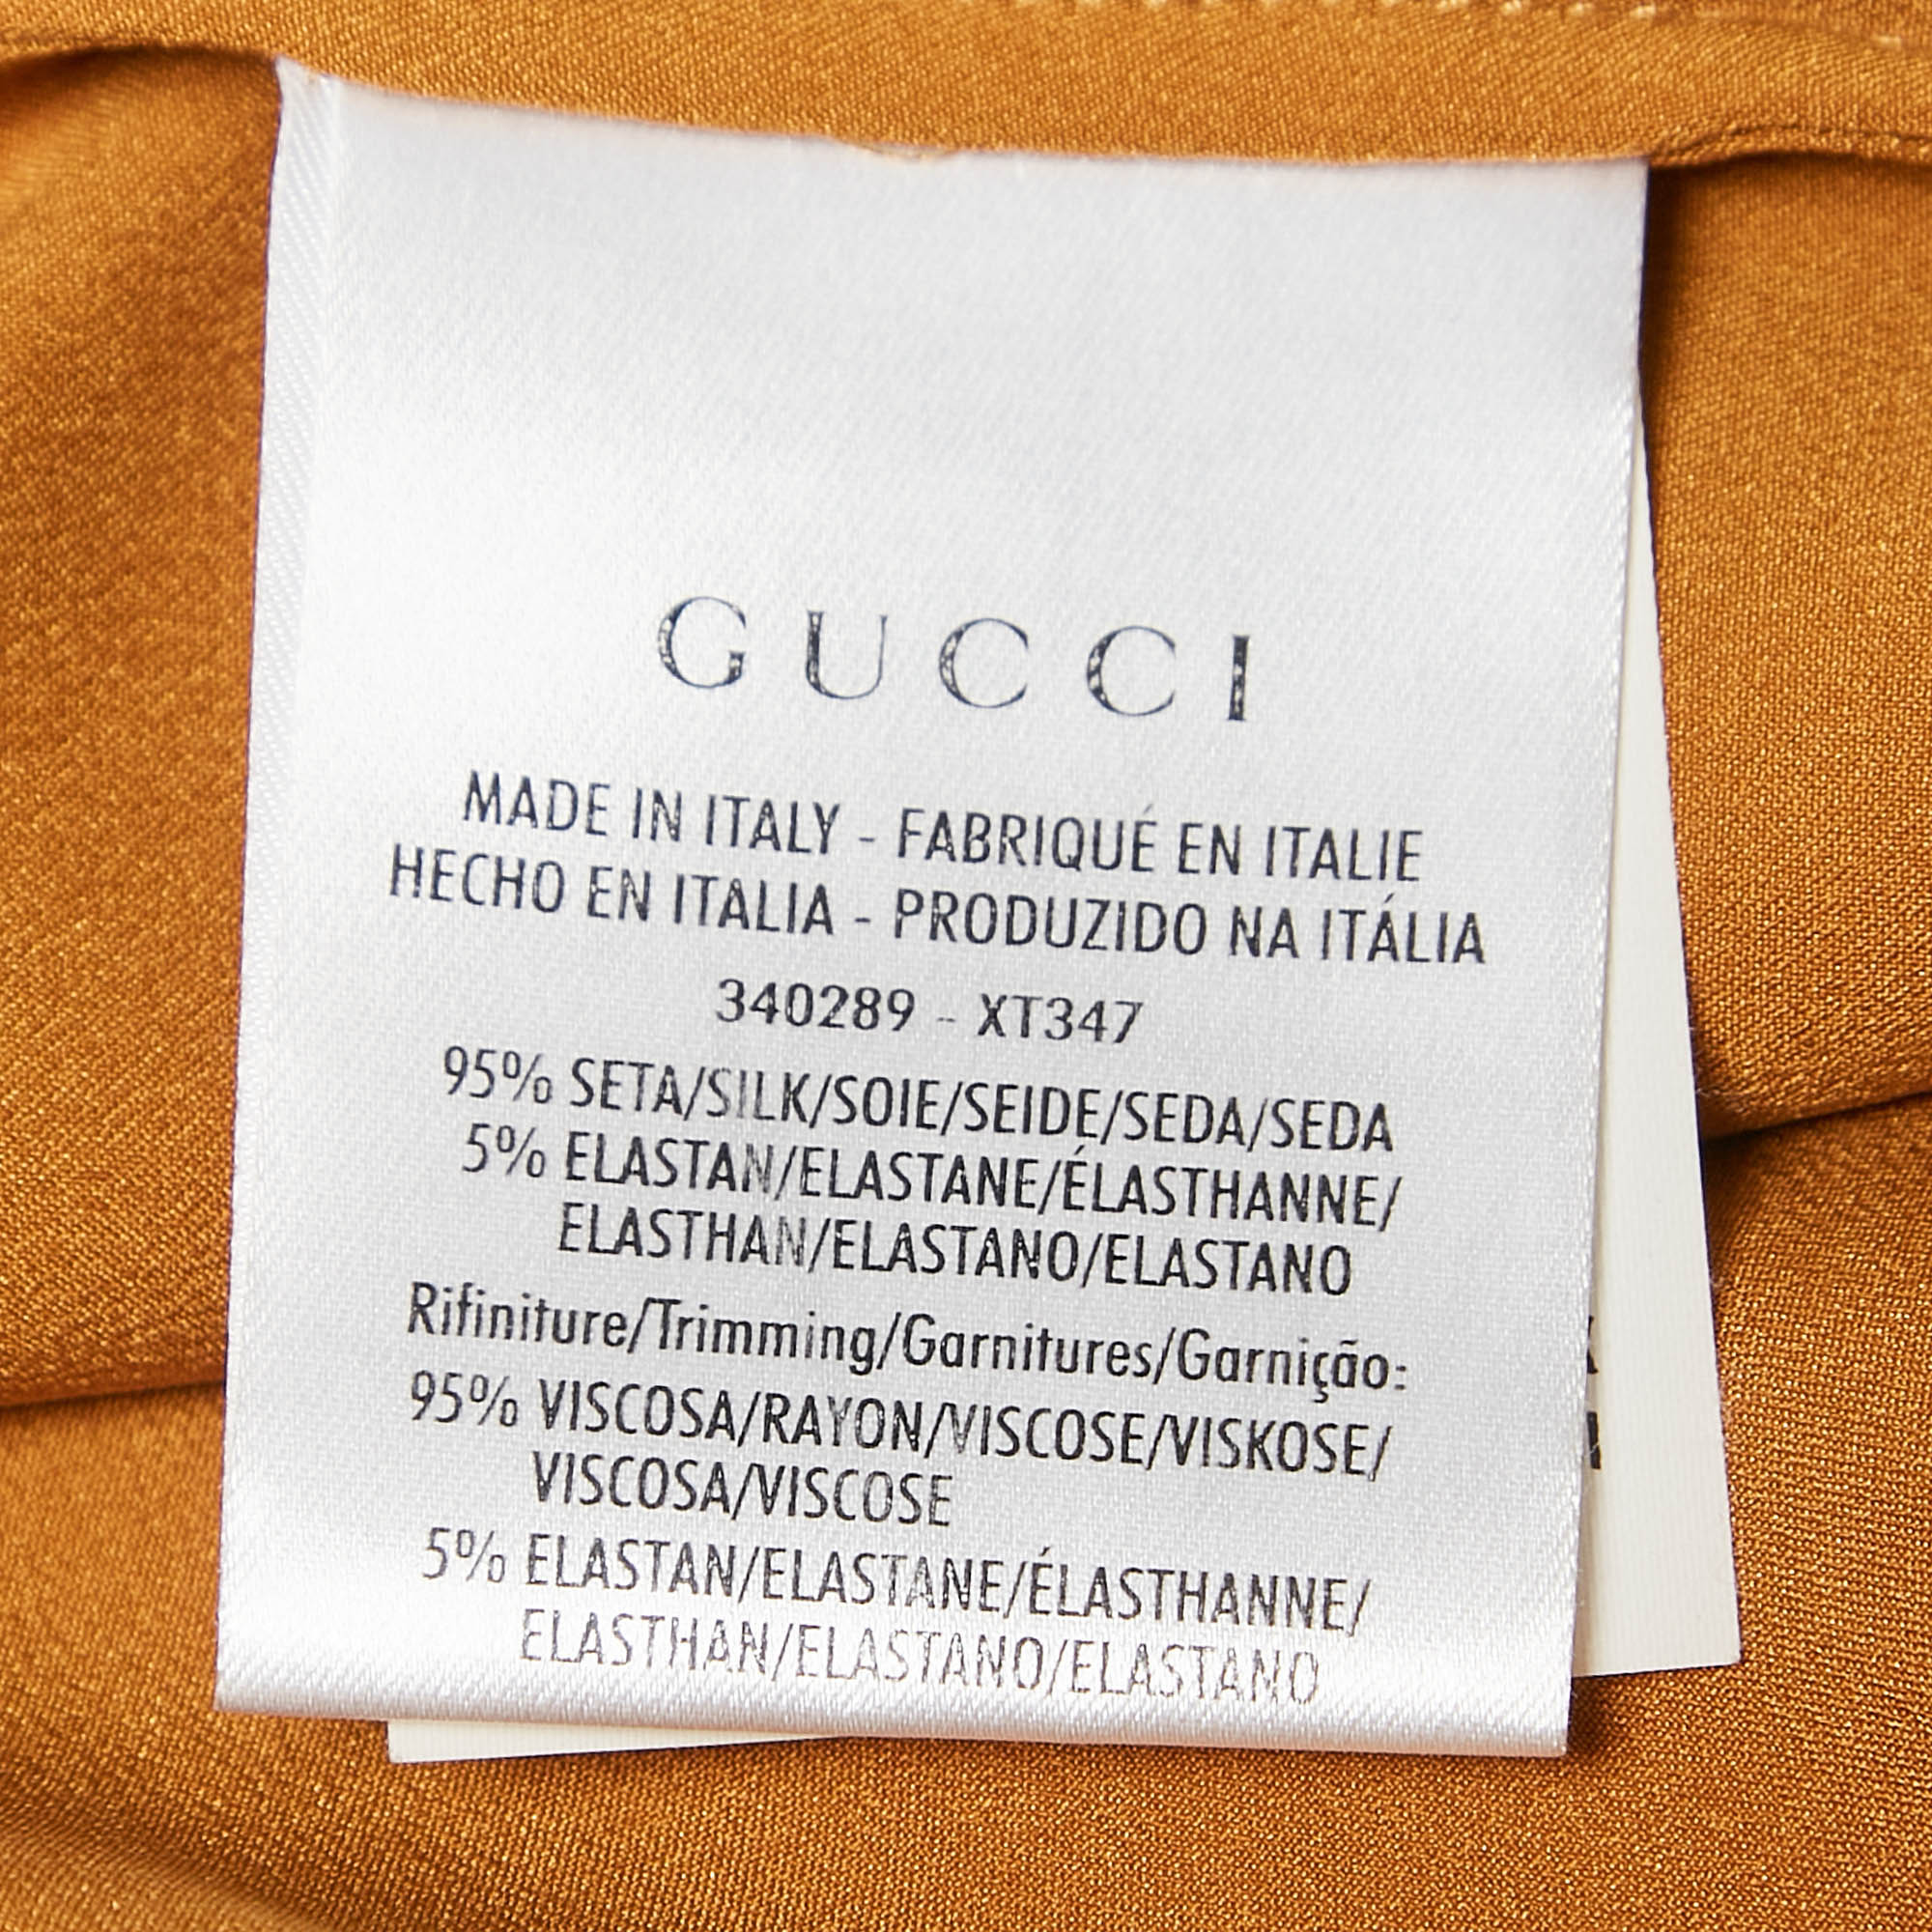 GUCCI
MADE IN ITALY - FABRIQUÉ EN ITALIE
HECHO EN ITALIA - PRODUZIDO NA ITÁLIA
340289 - XT347
95% SETA/SILK/SOIE/SEIDE/SEDA/SEDA
5% ELASTAN/ELASTANE/ÉLASTHANNE/
ELASTHAN/ELASTANO/ELASTANO
Rifiniture/Trimming/Garnitures/Garnição:
95% VISCOSA/RAYON/VISCOSE/VISKOSE/
VISCOSA/VISCOSE
5% ELASTAN/ELASTANE/ÉLASTHANNE/
ELASTHAN/ELASTANO/ELASTANO